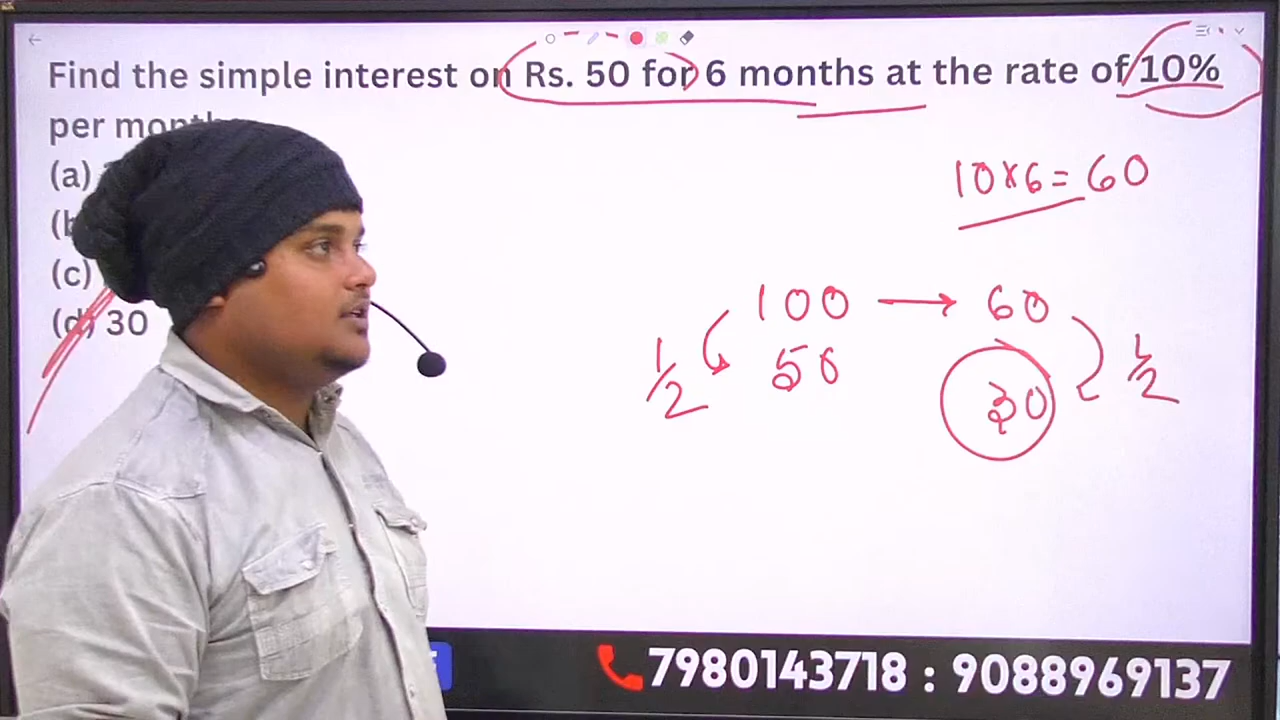 Find the simple interest on Rs. 50 for 6 months at the rate of 10%
per month
(a)
(b
(c)
(d) 30
10×6=60
100 → 60
1/2 50 30 1/2
7980143718 : 9088969137